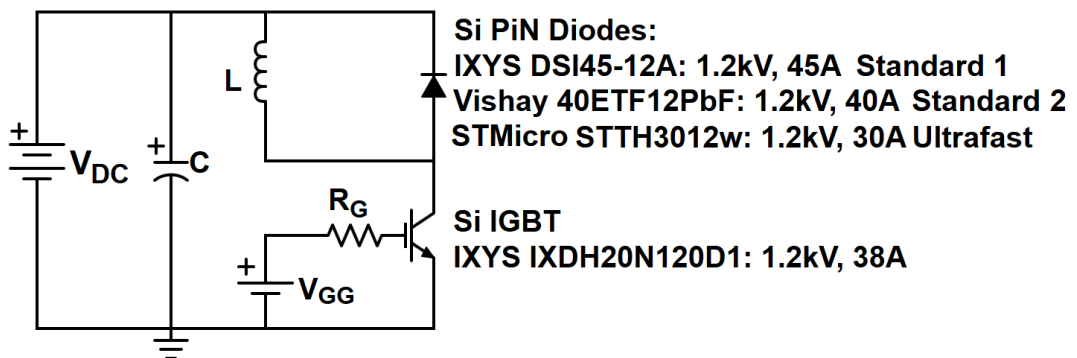 Si PiN Diodes:
IXYS DSI45-12A: 1.2kV, 45A Standard 1
Vishay 40ETF12PbF: 1.2kV, 40A Standard 2
STMicro STTH3012w: 1.2kV, 30A Ultrafast
L
+
VDC
+
C
RG
Si IGBT
IXYS IXDH20N120D1: 1.2kV, 38A
+
VGG